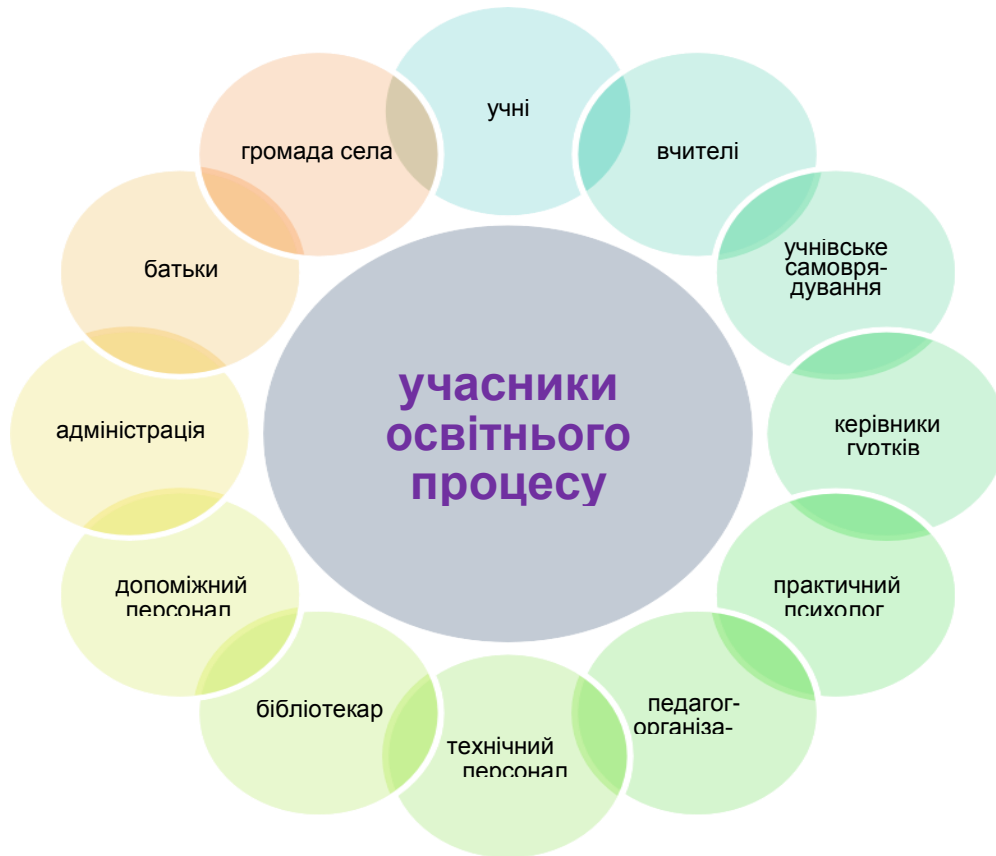 учні
вчителі
учнівське
самовря-
дування
керівники
гуртків
практичний
психолог
педагог-
організа-
технічний
персонал
бібліотекар
допоміжний
персонал
адміністрація
батьки
громада села
учасники
освітнього
процесу